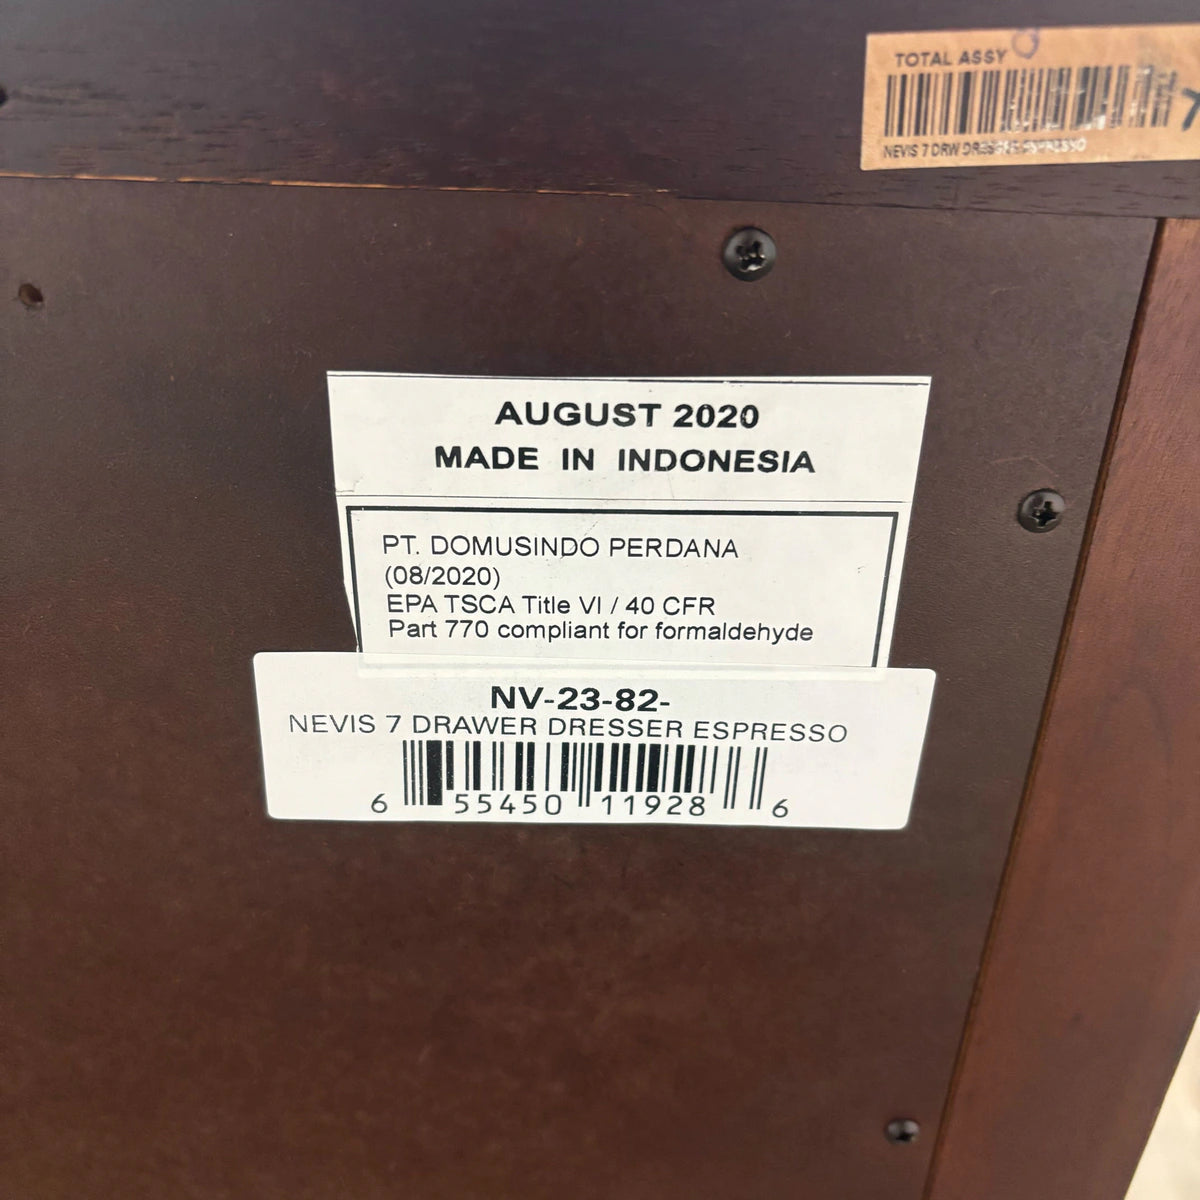 TOTAL ASSY
NEVIS 7 DRW DRESSER ESPRESSO
AUGUST 2020
MADE IN INDONESIA
PT. DOMUSINDO PERDANA
(08/2020)
EPA TSCA Title VI / 40 CFR
Part 770 compliant for formaldehyde
NV-23-82-
NEVIS 7 DRAWER DRESSER ESPRESSO
6 55450 11928 6